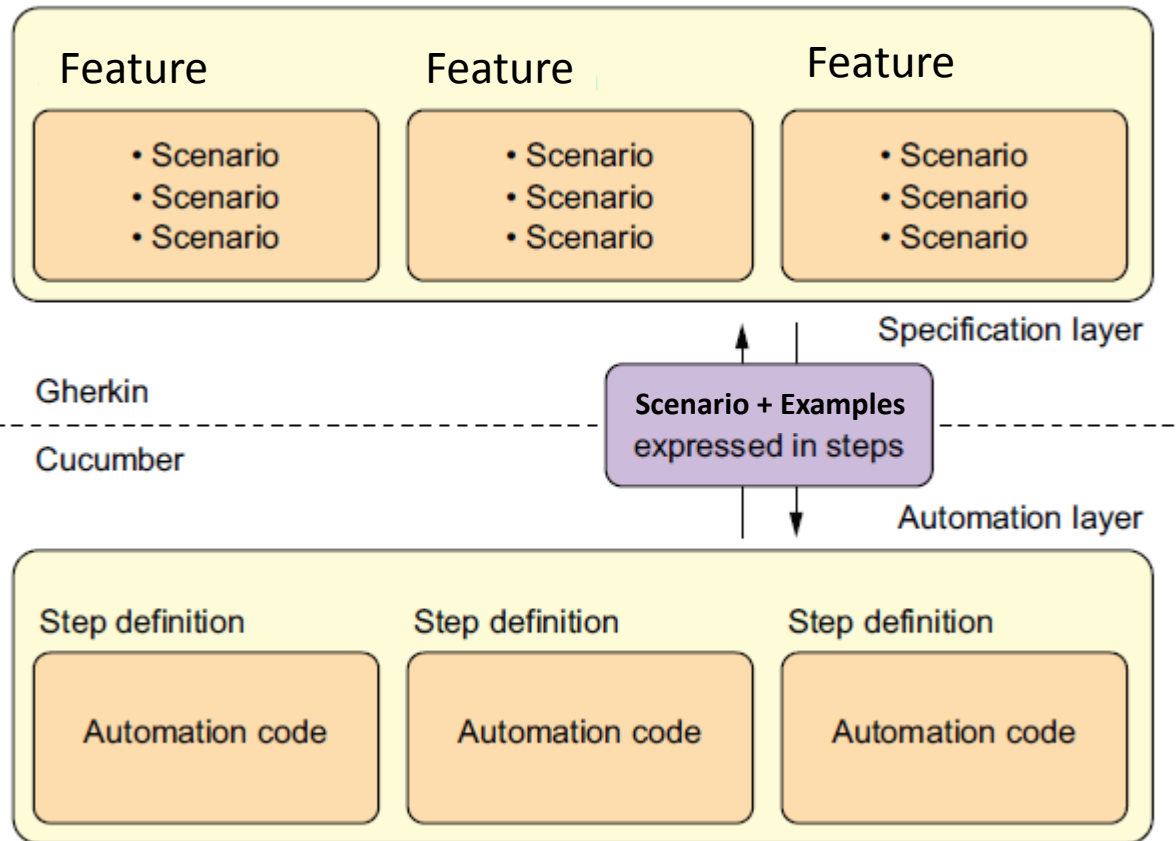 Feature
Feature
Feature
• Scenario
• Scenario
• Scenario
• Scenario
• Scenario
• Scenario
• Scenario
• Scenario
• Scenario
Specification layer
Gherkin
Scenario + Examples
expressed in steps
Cucumber
Automation layer
Step definition
Step definition
Step definition
Automation code
Automation code
Automation code